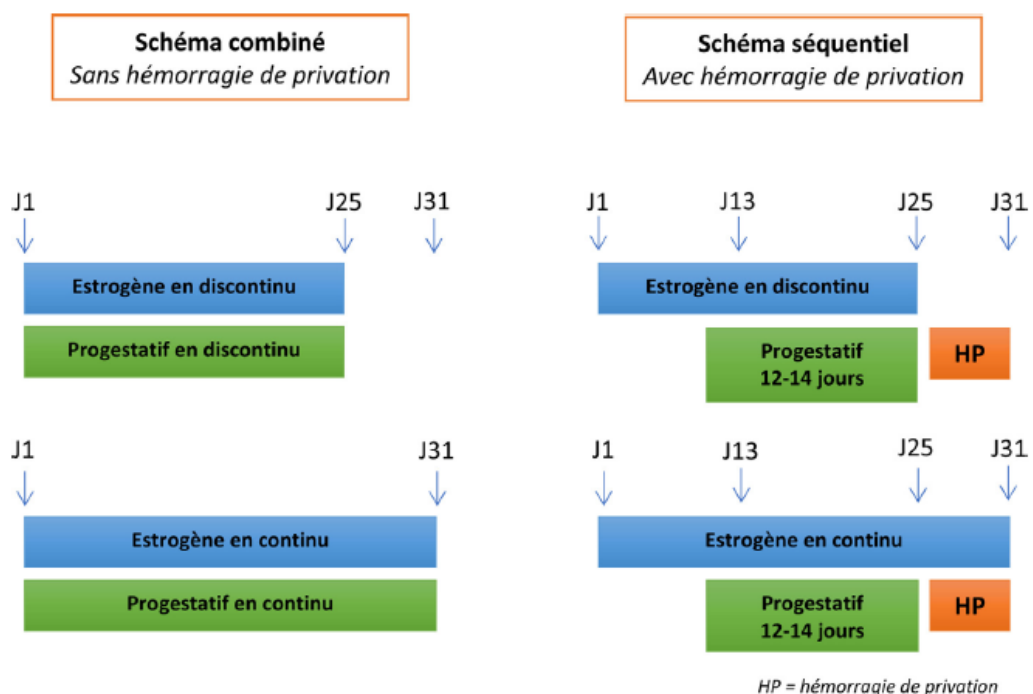 Schéma combiné
Sans hémorragie de privation
Schéma séquentiel
Avec hémorragie de privation
J1 J25 J31
Estrogène en discontinu
Progestatif en discontinu
J1 J13 J25 J31
Estrogène en discontinu
Progestatif
12-14 jours
HP
J1 J31
Estrogène en continu
Progestatif en continu
J1 J13 J25 J31
Estrogène en continu
Progestatif
12-14 jours
HP
HP = hémorragie de privation